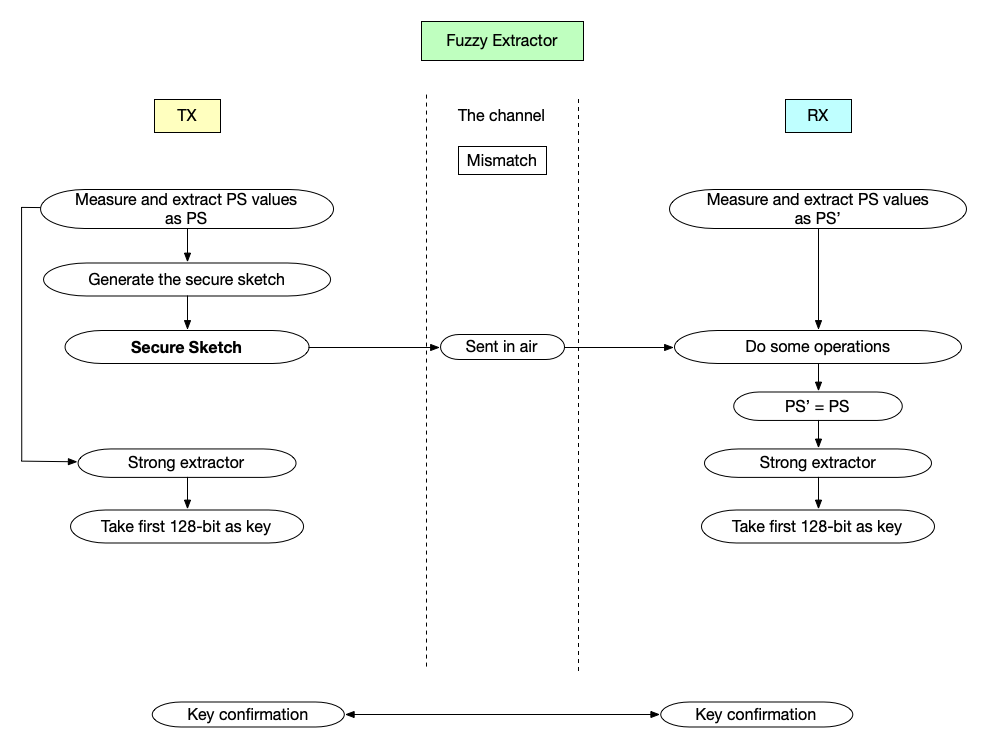 Fuzzy Extractor
TX
The channel
RX
Mismatch
Measure and extract PS values
as PS
Measure and extract PS values
as PS’
Generate the secure sketch
Secure Sketch
Sent in air
Do some operations
PS’ = PS
Strong extractor
Strong extractor
Take first 128-bit as key
Take first 128-bit as key
Key confirmation
Key confirmation